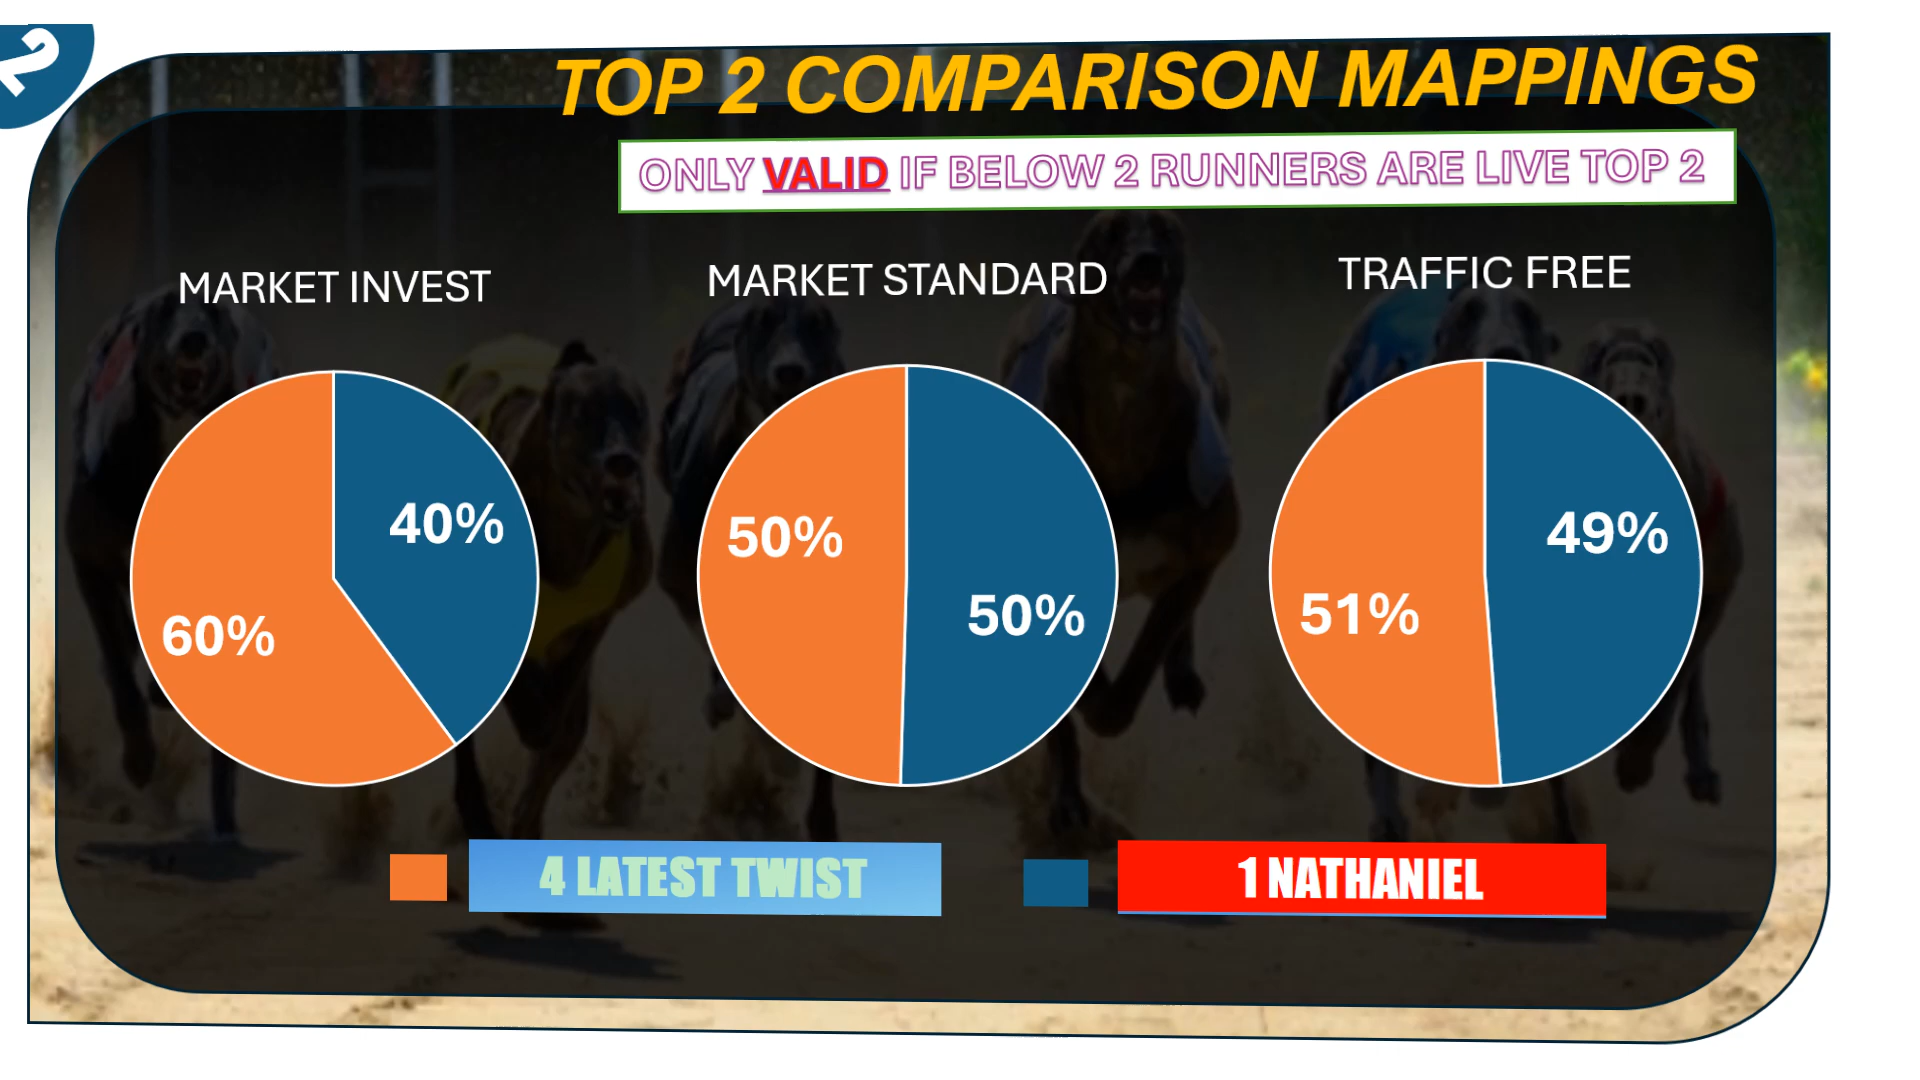 2
TOP 2 COMPARISON MAPPINGS
ONLY VALID IF BELOW 2 RUNNERS ARE LIVE TOP 2
MARKET INVEST
MARKET STANDARD
TRAFFIC FREE
40%
60%
50%
50%
49%
51%
4 LATEST TWIST
1 NATHANIEL